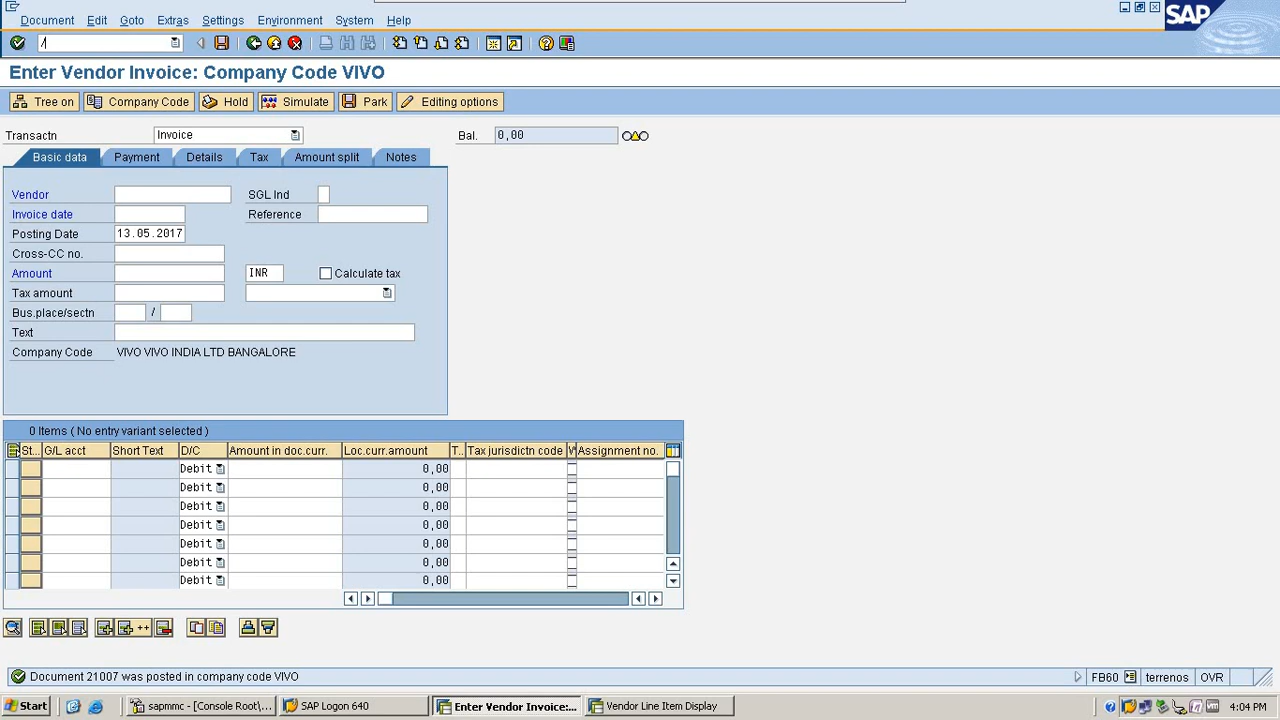 Document Edit Goto Extras Settings Environment System Help
SAP
/
Enter Vendor Invoice: Company Code VIVO
Tree on Company Code Hold Simulate Park Editing options
Transactn Invoice Bal. 0,00
Basic data Payment Details Tax Amount split Notes
Vendor SGL Ind
Invoice date Reference
Posting Date 13.05.2017
Cross-CC no.
Amount INR Calculate tax
Tax amount
Bus.place/sectn /
Text
Company Code VIVO VIVO INDIA LTD BANGALORE
0 Items ( No entry variant selected )
St... G/L acct Short Text D/C Amount in doc.curr. Loc.curr.amount T.. Tax jurisdictn code W Assignment no.
Debit 0,00
Debit 0,00
Debit 0,00
Debit 0,00
Debit 0,00
Debit 0,00
Debit 0,00
Document 21007 was posted in company code VIVO FB60 terrenos OVR
Start sapmmc - [Console Root\... SAP Logon 640 Enter Vendor Invoice:... Vendor Line Item Display 4:04 PM